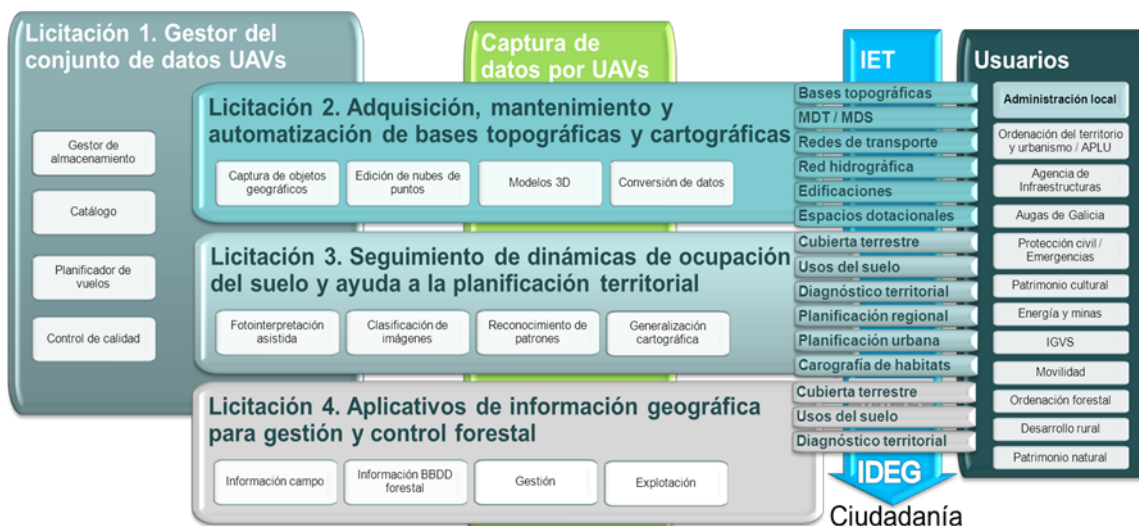 Licitación 1. Gestor del
conjunto de datos UAVs
Gestor de
almacenamiento
Catálogo
Planificador de
vuelos
Control de calidad
Captura de
datos por UAVs
Licitación 2. Adquisición, mantenimiento y
automatización de bases topográficas y cartográficas
Captura de objetos
geográficos
Edición de nubes de
puntos
Modelos 3D
Conversión de datos
Licitación 3. Seguimiento de dinámicas de ocupación
del suelo y ayuda a la planificación territorial
Fotointerpretación
asistida
Clasificación de
imágenes
Reconocimiento de
patrones
Generalización
cartográfica
Licitación 4. Aplicativos de información geográfica
para gestión y control forestal
Información campo
Información BBDD
forestal
Gestión
Explotación
IET
Bases topográficas
MDT / MDS
Redes de transporte
Red hidrográfica
Edificaciones
Espacios dotacionales
Cubierta terrestre
Usos del suelo
Diagnóstico territorial
Planificación regional
Planificación urbana
Carografía de habitats
Cubierta terrestre
Usos del suelo
Diagnóstico territorial
IDEG
Ciudadanía
Usuarios
Administración local
Ordenación del territorio
y urbanismo / APLU
Agencia de
Infraestructuras
Augas de Galicia
Protección civil /
Emergencias
Patrimonio cultural
Energía y minas
IGVS
Movilidad
Ordenación forestal
Desarrollo rural
Patrimonio natural